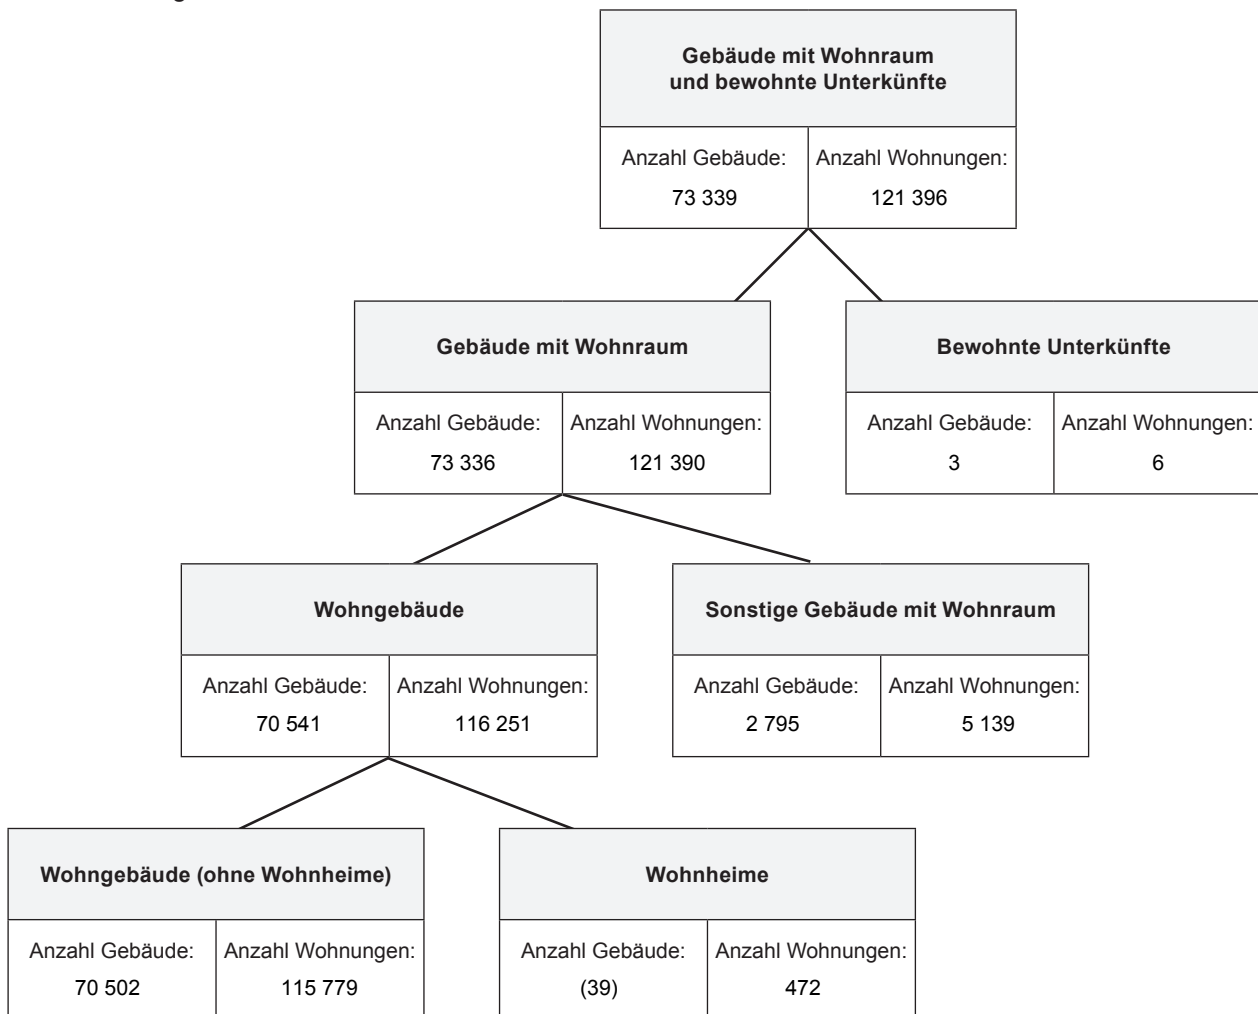 Gebäude mit Wohnraum
und bewohnte Unterkünfte
Anzahl Gebäude: Anzahl Wohnungen:
73 339 121 396
Gebäude mit Wohnraum Bewohnte Unterkünfte
Anzahl Gebäude: Anzahl Wohnungen: Anzahl Gebäude: Anzahl Wohnungen:
73 336 121 390 3 6
Wohngebäude Sonstige Gebäude mit Wohnraum
Anzahl Gebäude: Anzahl Wohnungen: Anzahl Gebäude: Anzahl Wohnungen:
70 541 116 251 2 795 5 139
Wohngebäude (ohne Wohnheime) Wohnheime
Anzahl Gebäude: Anzahl Wohnungen: Anzahl Gebäude: Anzahl Wohnungen:
70 502 115 779 (39) 472